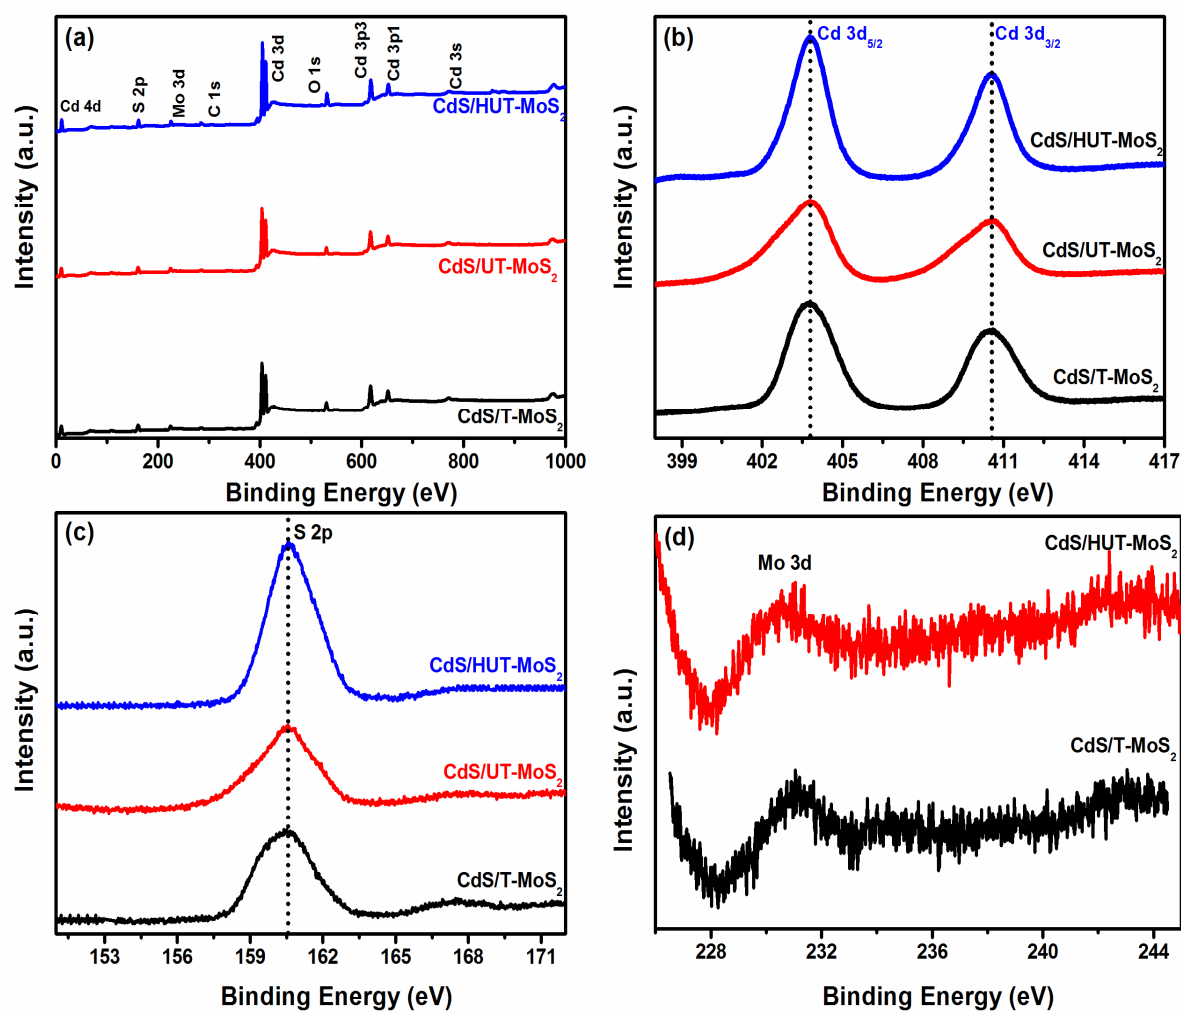 (a)
Cd 4d
S 2p
Mo 3d
C 1s
Cd 3d
O 1s
Cd 3p3
Cd 3p1
Cd 3s
CdS/HUT-MoS₂
CdS/UT-MoS₂
CdS/T-MoS₂
Intensity (a.u.)
0 200 400 600 800 1000
Binding Energy (eV)
(b)
Cd 3d₅/₂
Cd 3d₃/₂
CdS/HUT-MoS₂
CdS/UT-MoS₂
CdS/T-MoS₂
Intensity (a.u.)
399 402 405 408 411 414 417
Binding Energy (eV)
(c)
S 2p
CdS/HUT-MoS₂
CdS/UT-MoS₂
CdS/T-MoS₂
Intensity (a.u.)
153 156 159 162 165 168 171
Binding Energy (eV)
(d)
CdS/HUT-MoS₂
Mo 3d
CdS/T-MoS₂
Intensity (a.u.)
228 232 236 240 244
Binding Energy (eV)